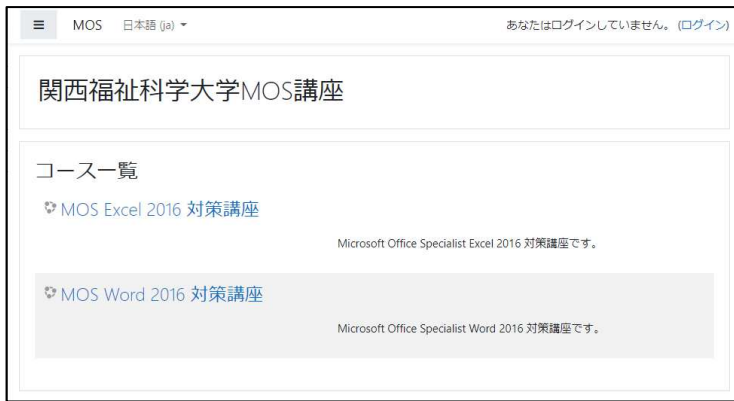 MOS 日本語 (ja) あなたはログインしていません。 (ログイン)
関西福祉科学大学MOS講座
コース一覧
MOS Excel 2016 対策講座
Microsoft Office Specialist Excel 2016 対策講座です。
MOS Word 2016 対策講座
Microsoft Office Specialist Word 2016 対策講座です。